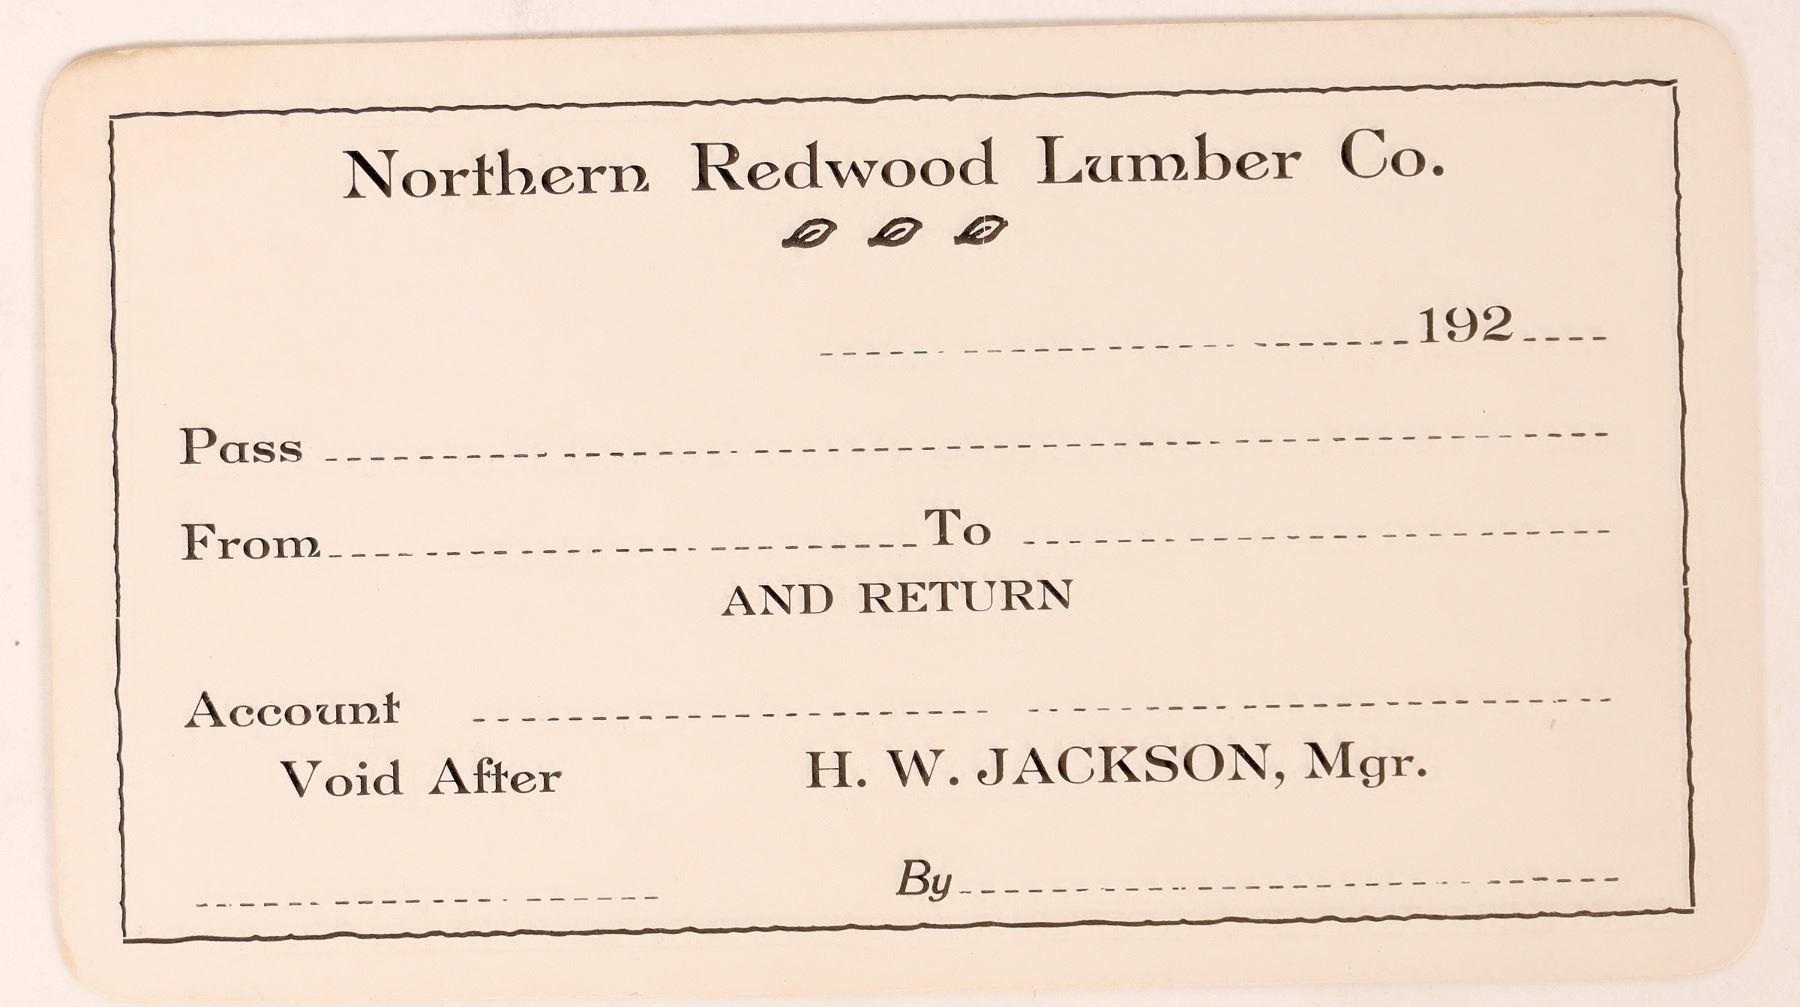 Northern Redwood Lumber Co.
192
Pass
From To
AND RETURN
Account
Void After H. W. JACKSON, Mgr.
By